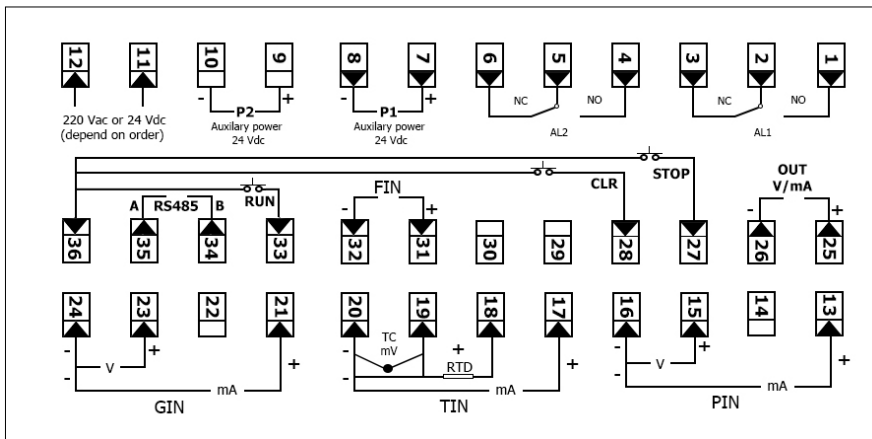 12 11 10 9 8 7 6 5 4 3 2 1
- P2 + - P1 + NC NO NC NO
220 Vac or 24 Vdc
(depend on order)
Auxilary power
24 Vdc
Auxilary power
24 Vdc
AL2 AL1
STOP
CLR
RUN
A RS485 B
FIN
- +
OUT
V/mA
- +
36 35 34 33 32 31 30 29 28 27 26 25
24 23 22 21 20 19 18 17 16 15 14 13
- V +
- mA +
GIN
TC
mV
- + RTD
- mA +
TIN
- V +
- mA +
PIN